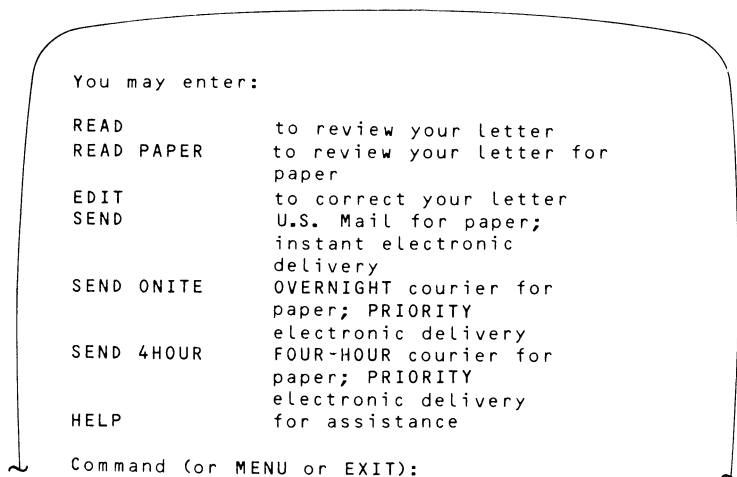 You may enter:
READ to review your letter
READ PAPER to review your letter for
paper
EDIT to correct your letter
SEND U.S. Mail for paper;
instant electronic
delivery
SEND ONITE OVERNIGHT courier for
paper; PRIORITY
electronic delivery
SEND 4HOUR FOUR-HOUR courier for
paper; PRIORITY
electronic delivery
HELP for assistance
Command (or MENU or EXIT):